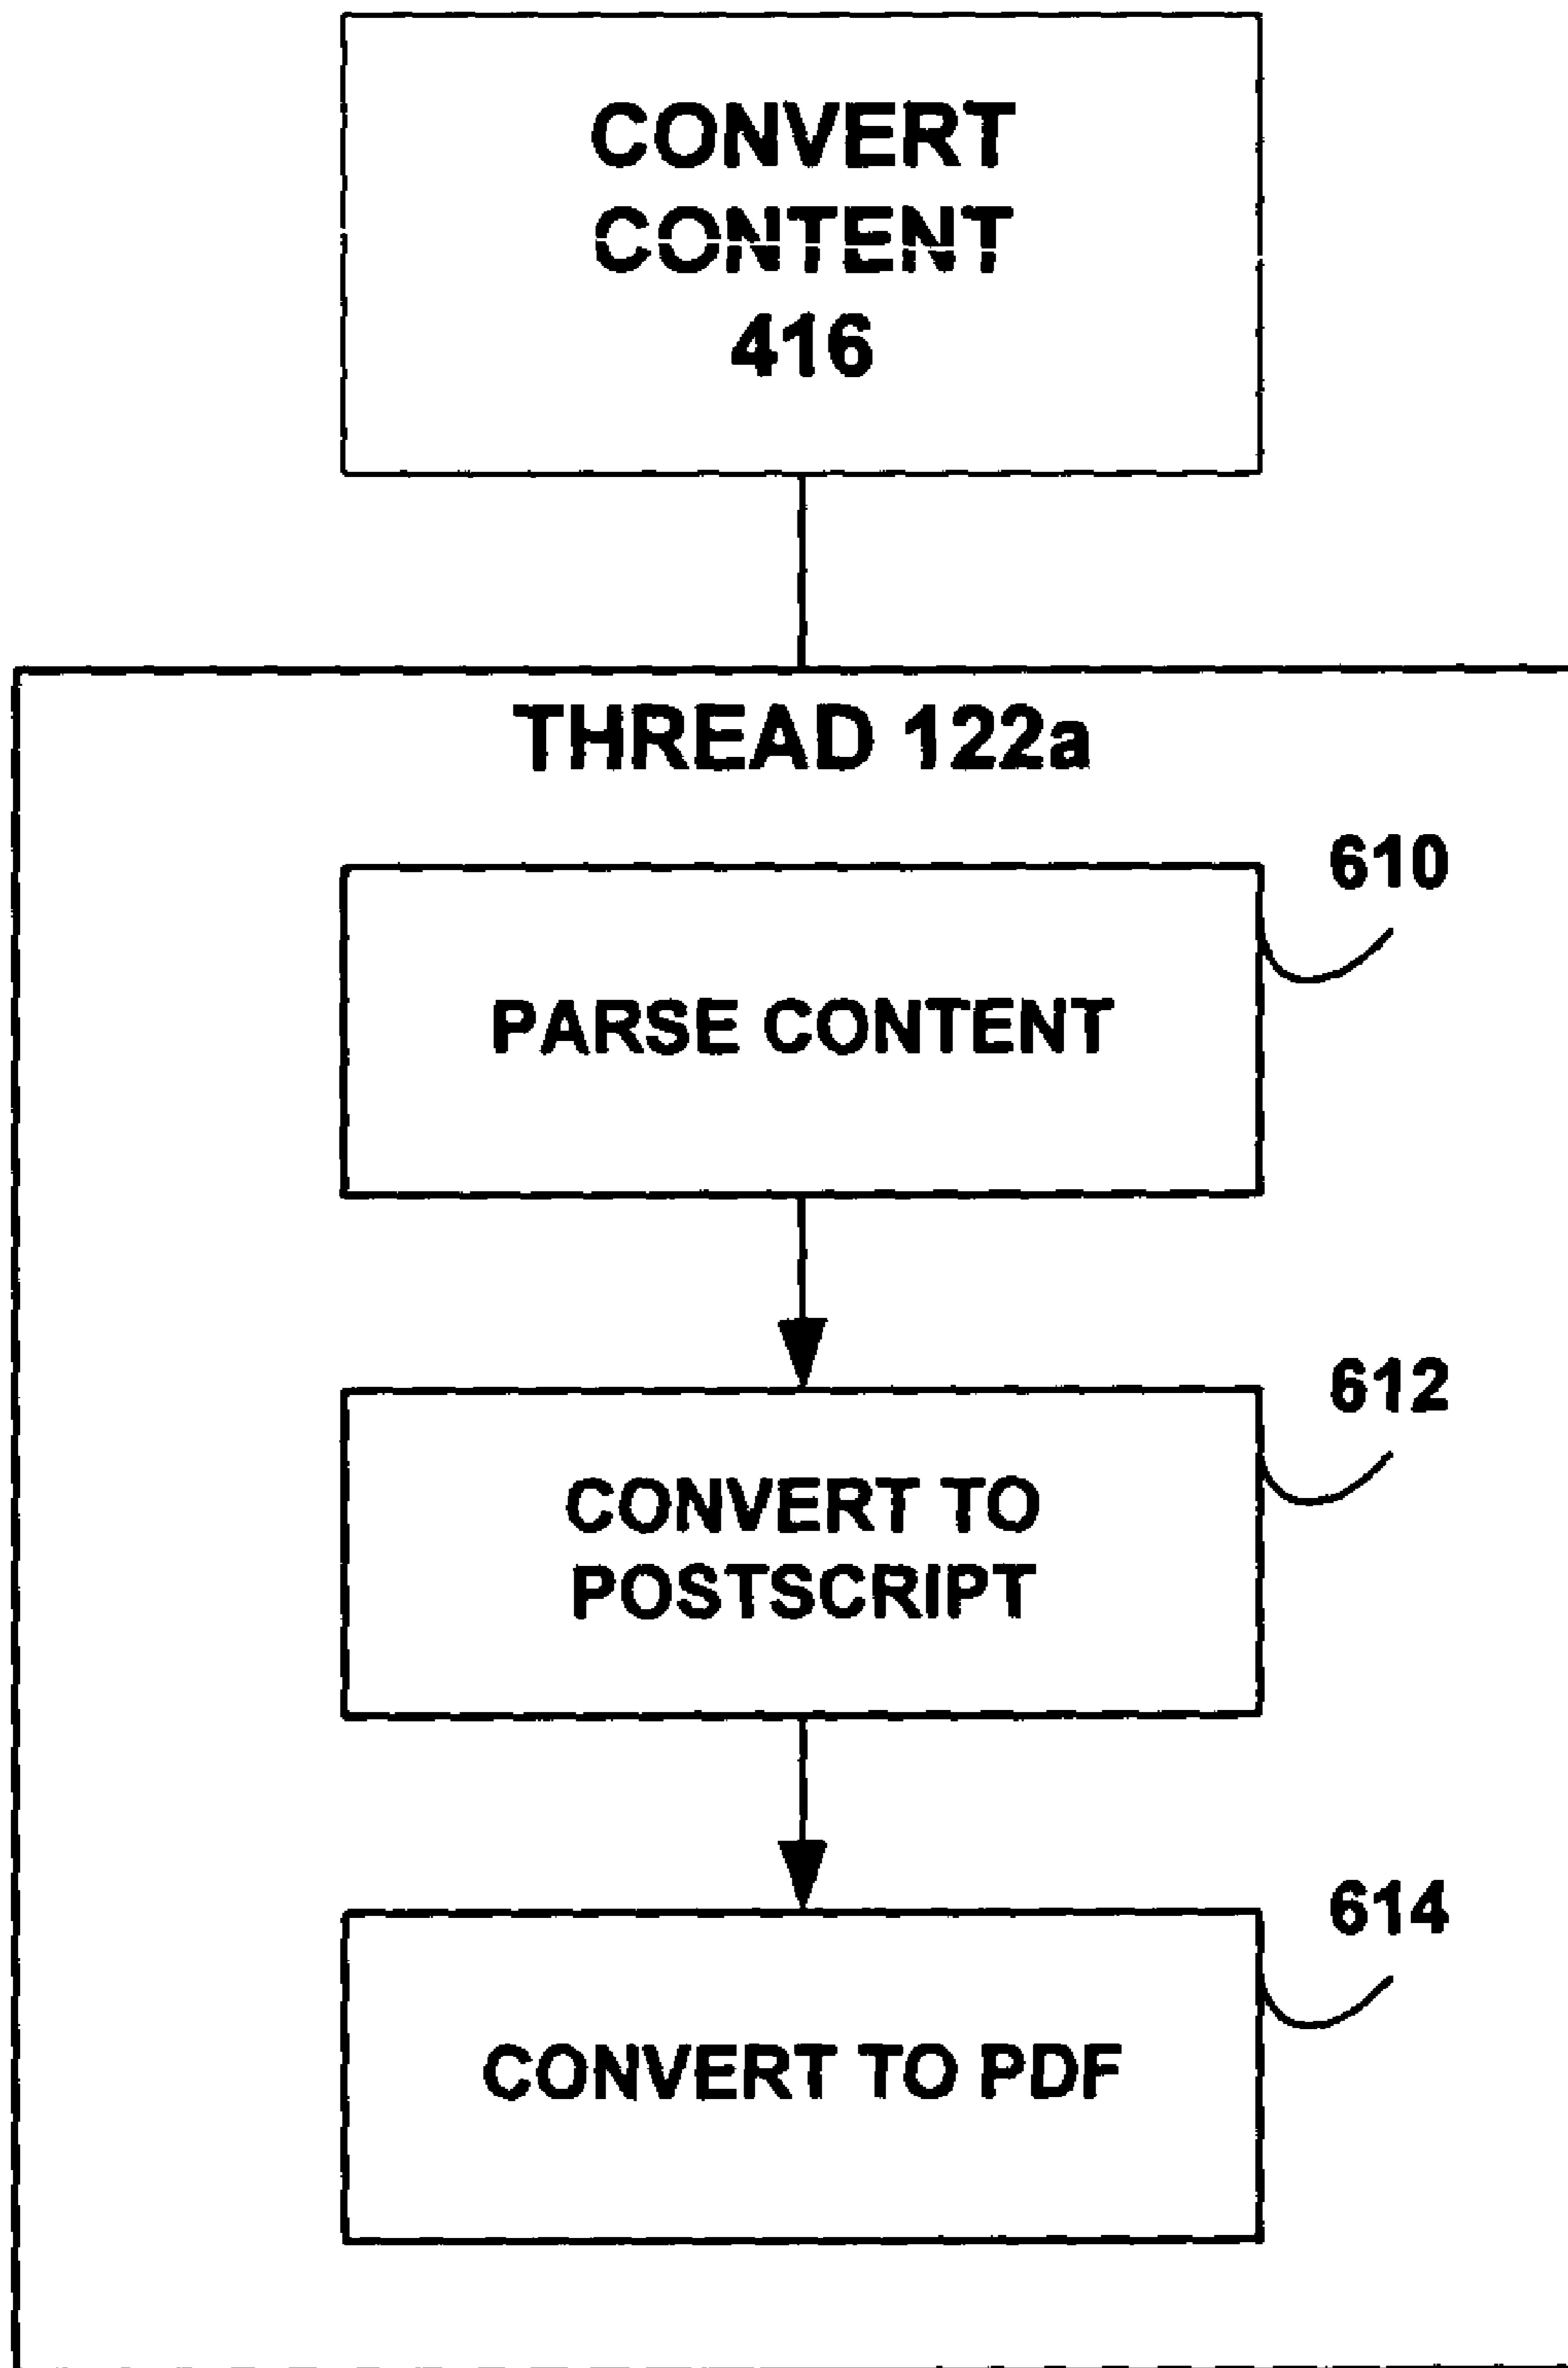 CONVERT
CONTENT
416
THREAD 122a
610
PARSE CONTENT
612
CONVERT TO
POSTSCRIPT
614
CONVERT TO PDF